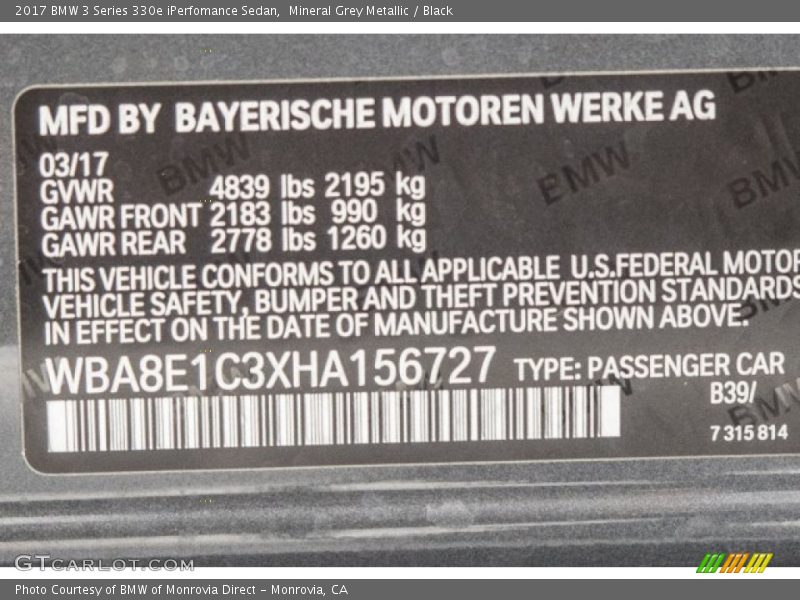 2017 BMW 3 Series 330e iPerfomance Sedan,  Mineral Grey Metallic / Black
MFD BY BAYERISCHE MOTOREN WERKE AG
03/17
GVWR 4839 lbs 2195 kg
GAWR FRONT 2183 lbs 990 kg
GAWR REAR 2778 lbs 1260 kg
THIS VEHICLE CONFORMS TO ALL APPLICABLE U.S.FEDERAL MOTOR
VEHICLE SAFETY, BUMPER AND THEFT PREVENTION STANDARDS
IN EFFECT ON THE DATE OF MANUFACTURE SHOWN ABOVE.
WBA8E1C3XHA156727 TYPE: PASSENGER CAR
B39/
7 315 814
GTCARLOT.COM
Photo Courtesy of BMW of Monrovia Direct - Monrovia, CA